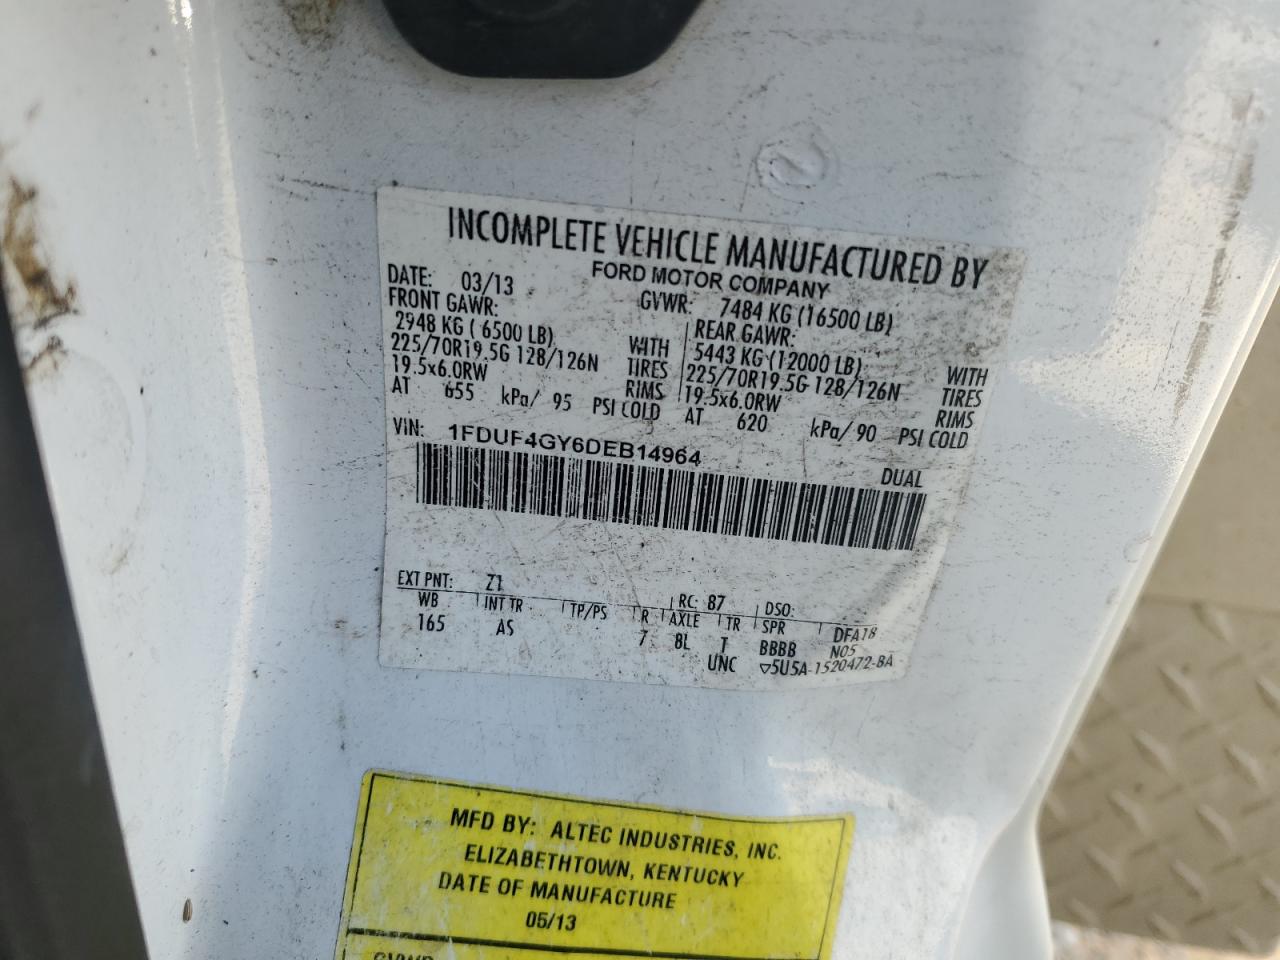 INCOMPLETE VEHICLE MANUFACTURED BY
FORD MOTOR COMPANY
DATE: 03/13 GVWR: 7484 KG (16500 LB)
FRONT GAWR: REAR GAWR:
2948 KG ( 6500 LB) WITH 5443 KG (12000 LB) WITH
225/70R19.5G 128/126N TIRES 225/70R19.5G 128/126N TIRES
19.5x6.0RW RIMS 19.5x6.0RW RIMS
AT 655 kPa/ 95 PSI COLD AT 620 kPa/ 90 PSI COLD
VIN: 1FDUF4GY6DEB14964
DUAL
EXT PNT: Z1 RC: 87 DSO:
WB INT TR TP/PS R AXLE TR SPR DFA18
165 AS 7 8L T BBBB N05
UNC ▽5U5A-1520472-BA
MFD BY: ALTEC INDUSTRIES, INC.
ELIZABETHTOWN, KENTUCKY
DATE OF MANUFACTURE
05/13
GVWR